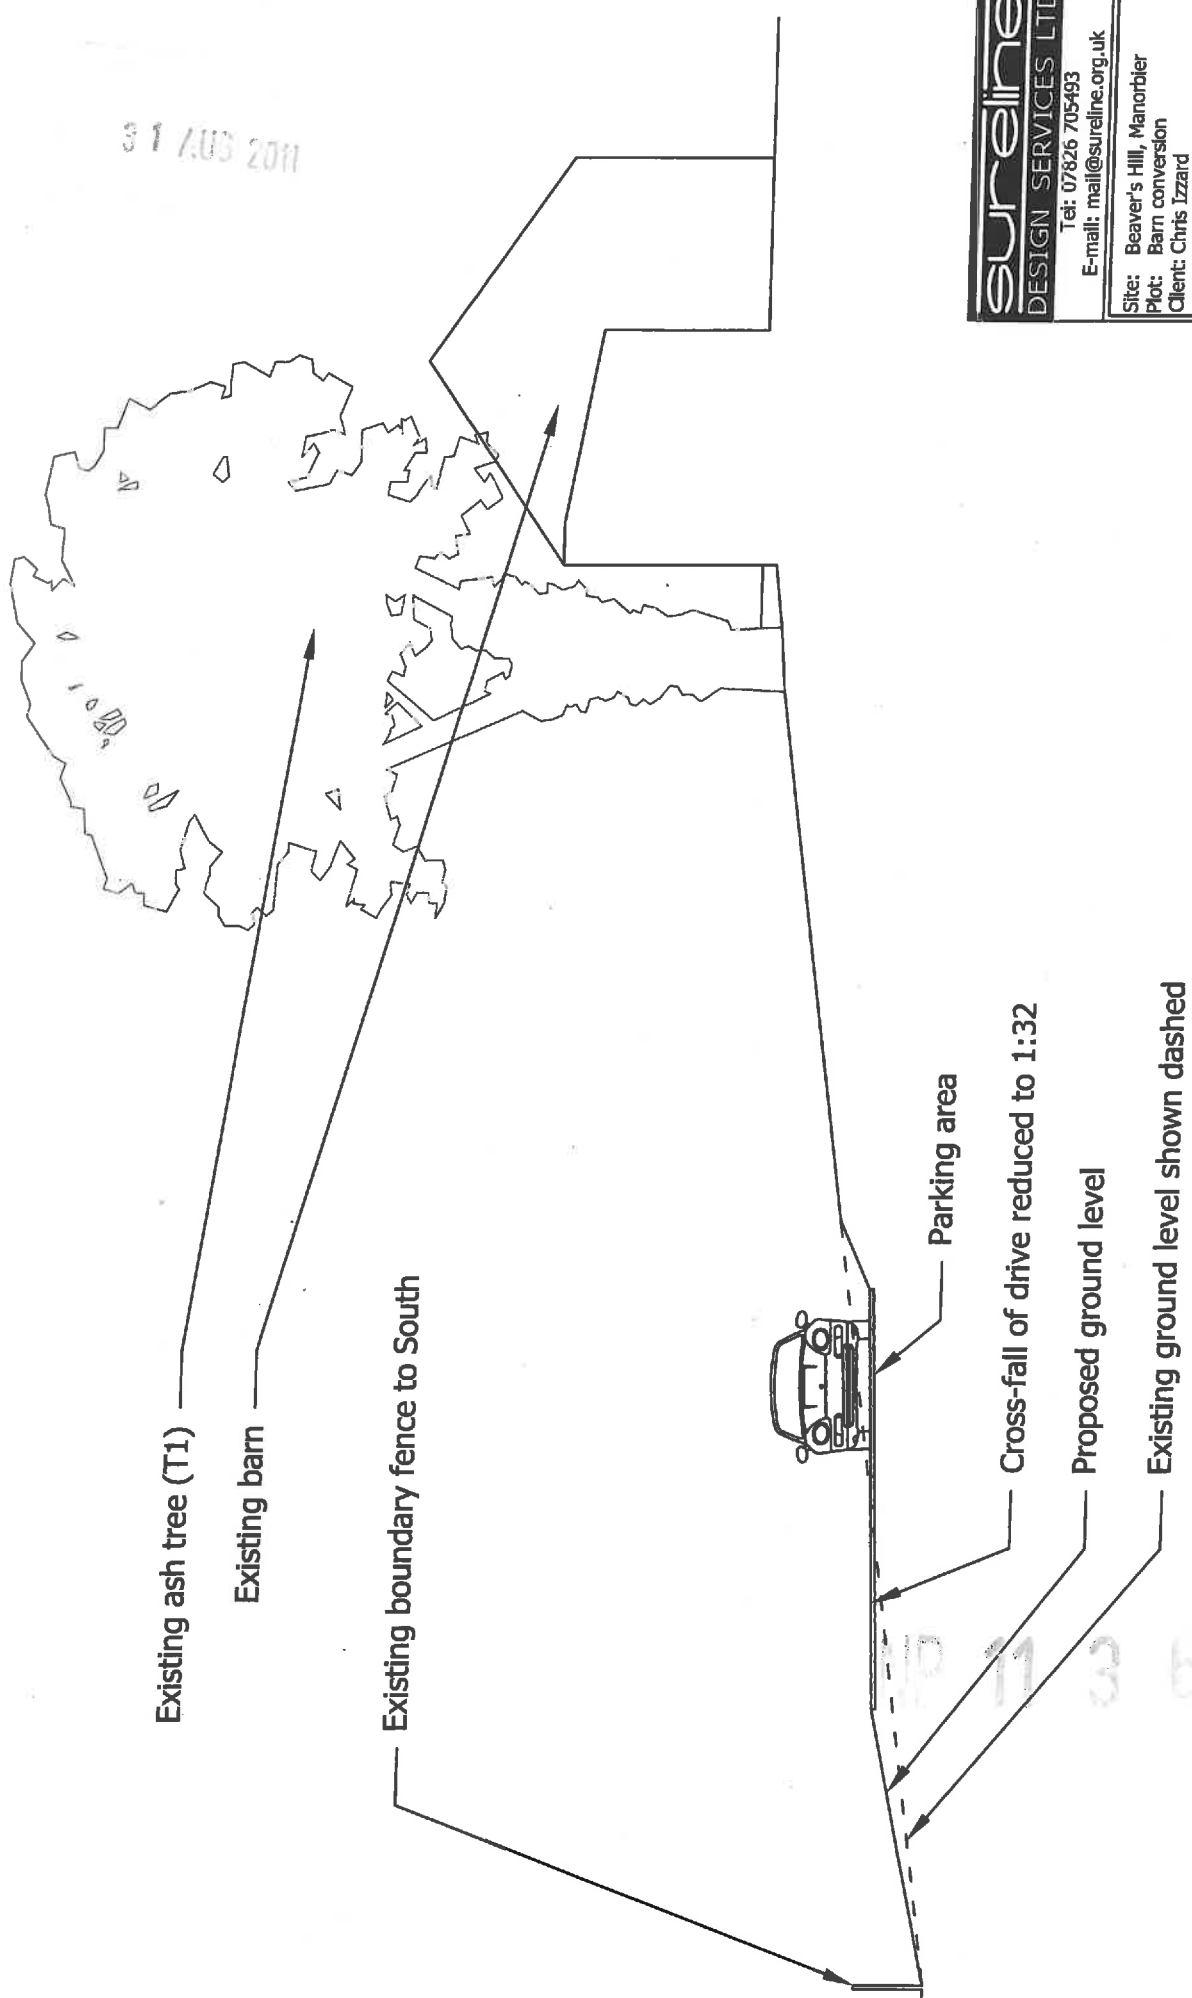 31 AUG 2011
Existing ash tree (T1)
Existing barn
Existing boundary fence to South
Parking area
Cross-fall of drive reduced to 1:32
Proposed ground level
Existing ground level shown dashed
NP 11 3
sureline
DESIGN SERVICES LTD
Tel: 07826 705493
E-mail: mail@sureline.org.uk
Site: Beaver's Hill, Manorbier
Plot: Barn conversion
Client: Chris Izzard